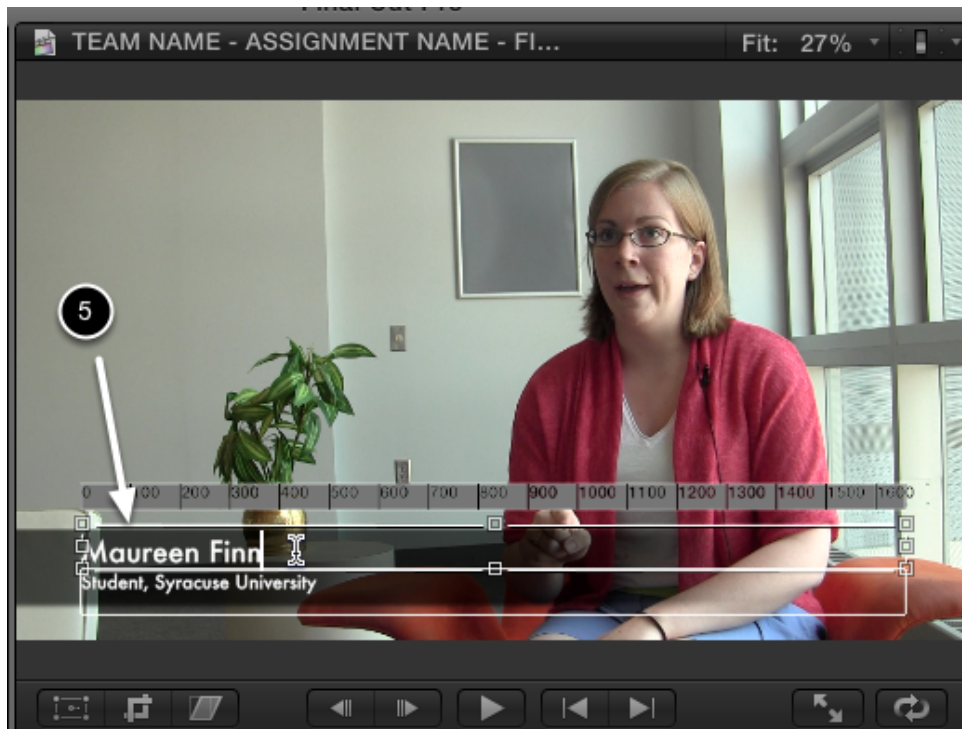 Final Cut Pro
TEAM NAME - ASSIGNMENT NAME - FI...
Fit: 27%
5
0 100 200 300 400 500 600 700 800 900 1000 1100 1200 1300 1400 1500 1600
Maureen Finn
Student, Syracuse University